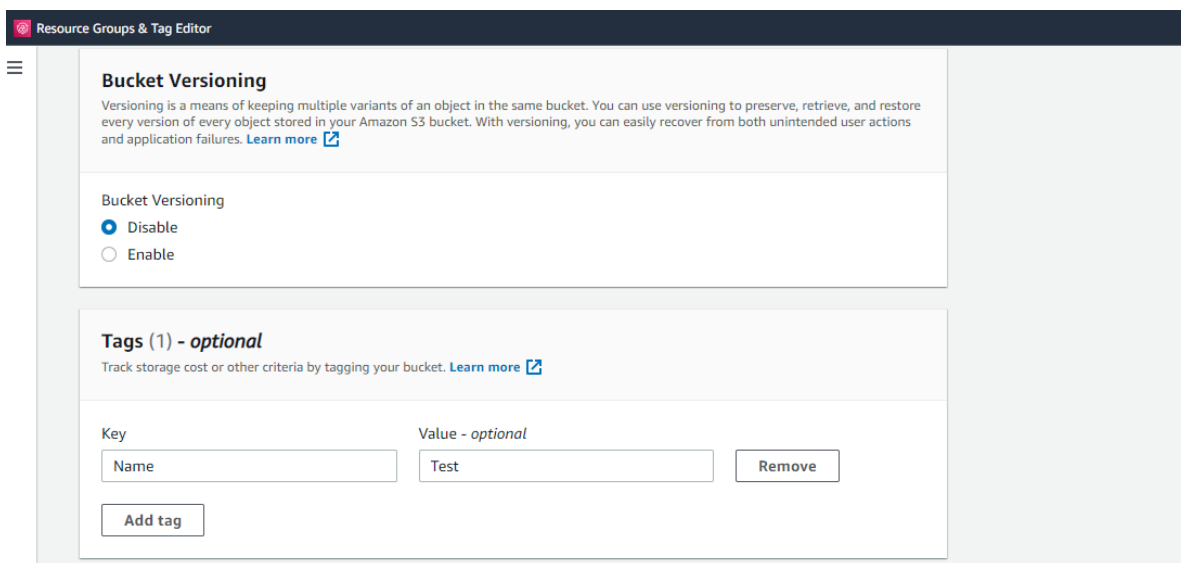 Resource Groups & Tag Editor
Bucket Versioning
Versioning is a means of keeping multiple variants of an object in the same bucket. You can use versioning to preserve, retrieve, and restore
every version of every object stored in your Amazon S3 bucket. With versioning, you can easily recover from both unintended user actions
and application failures. Learn more
Bucket Versioning
Disable
Enable
Tags (1) - optional
Track storage cost or other criteria by tagging your bucket. Learn more
Key Value - optional
Name Test Remove
Add tag